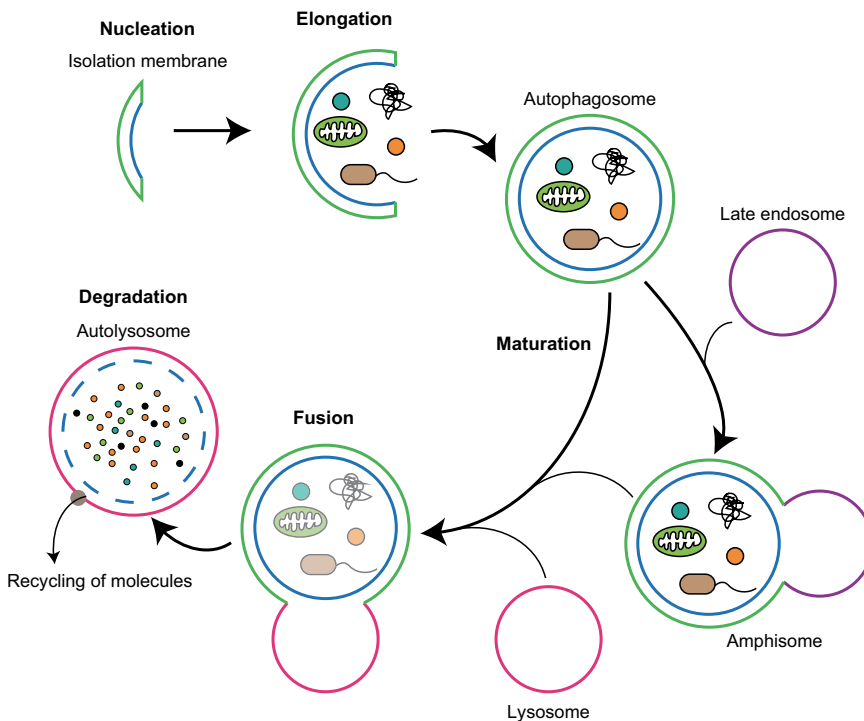 Nucleation
Isolation membrane
Elongation
Autophagosome
Late endosome
Maturation
Degradation
Autolysosome
Fusion
Recycling of molecules
Amphisome
Lysosome